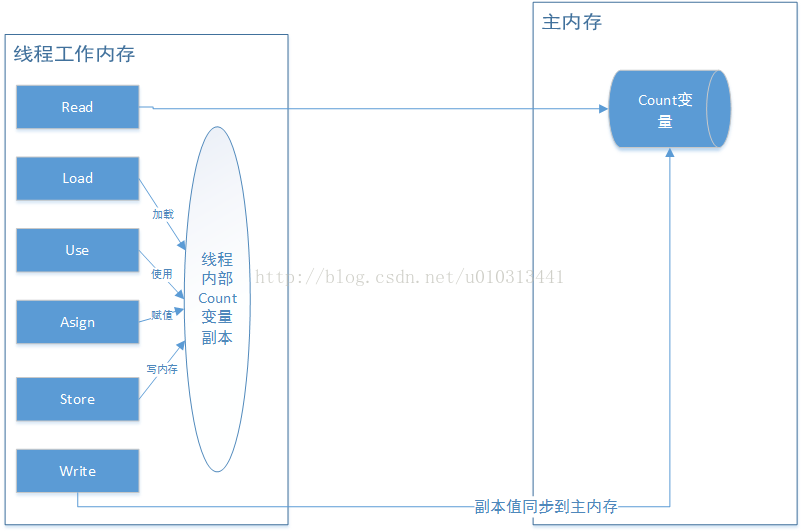 主内存
线程工作内存
Read
Count变
量
Load
加载
Use
使用
线程
内部
Count
变量
副本
http://blog.csdn.net/u010313441
Asign
赋值
写内存
Store
Write
副本值同步到主内存